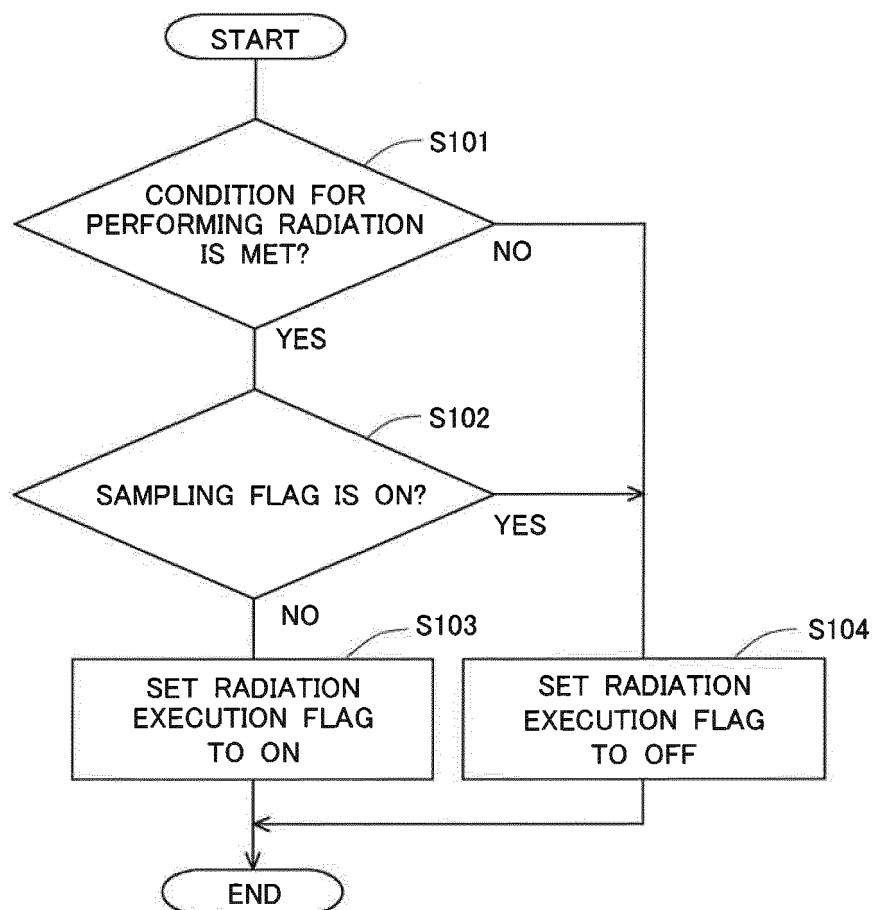 START
S101
CONDITION FOR
PERFORMING RADIATION
IS MET?
NO
YES
S102
SAMPLING FLAG IS ON?
YES
NO
S103
SET RADIATION
EXECUTION FLAG
TO ON
S104
SET RADIATION
EXECUTION FLAG
TO OFF
END